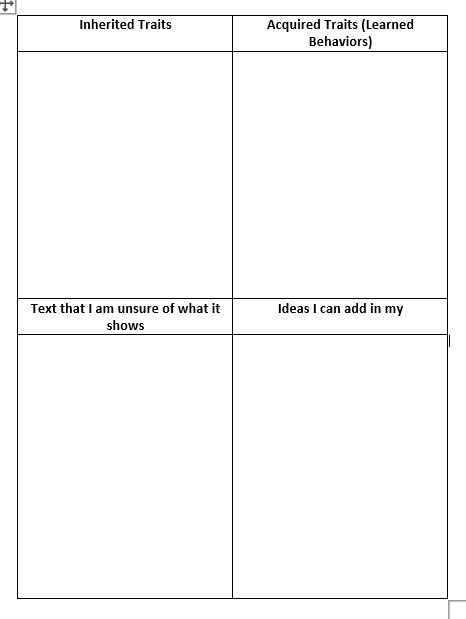 Inherited Traits
Acquired Traits (Learned
Behaviors)
Text that I am unsure of what it
shows
Ideas I can add in my